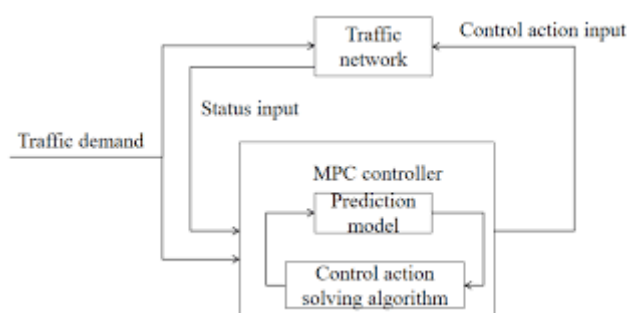 Traffic
network
Control action input
Status input
Traffic demand
MPC controller
Prediction
model
Control action
solving algorithm